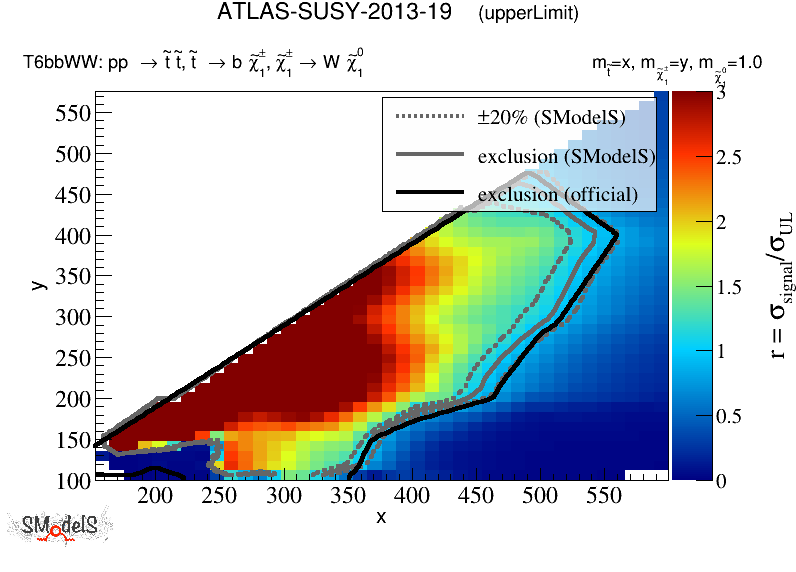 ATLAS-SUSY-2013-19 (upperLimit)
T6bbWW: pp → t̃ t̃, t̃ → b χ̃₁±, χ̃₁± → W χ̃₁⁰
m_t̃=x, m_χ̃₁±=y, m_χ̃₁⁰=1.0
±20% (SModelS)
exclusion (SModelS)
exclusion (official)
y
550
500
450
400
350
300
250
200
150
100
200 250 300 350 400 450 500 550
x
3
2.5
2
1.5
1
0.5
0
r = σ_signal/σ_UL
SModelS